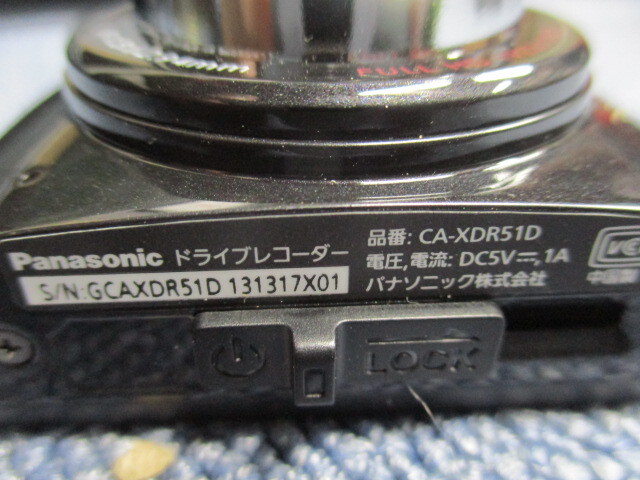 Panasonic ドライブレコーダー
S/N:GCAXDR51D 131317X01
品番: CA-XDR51D
電圧,電流: DC5V⎓,1A
パナソニック株式会社
LOCK